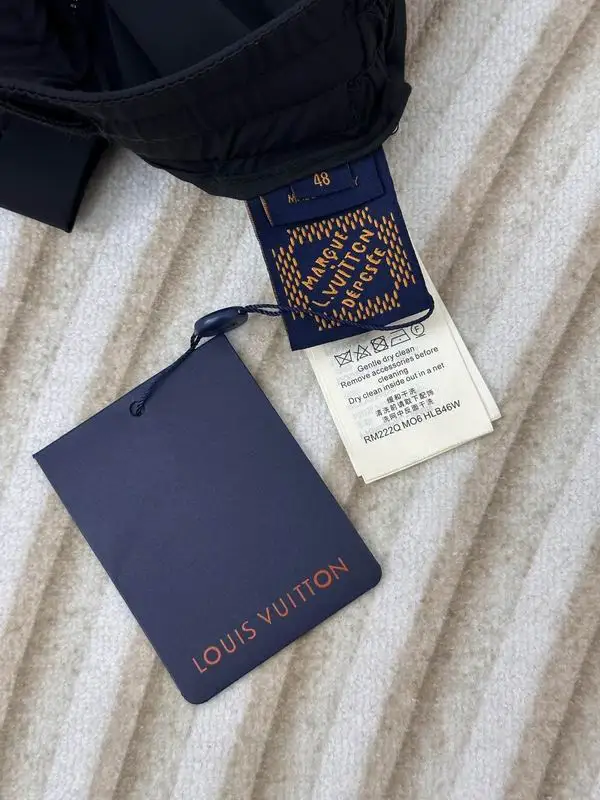 48
MARQUE
L. VUITTON
DÉPOSÉE
F
Gentle dry clean
Remove accessories before
cleaning
Dry clean inside out in a net
缓和干洗
清洗前请取下配饰
洗网中反面干洗
RM222Q MO6 HLB46W
LOUIS VUITTON